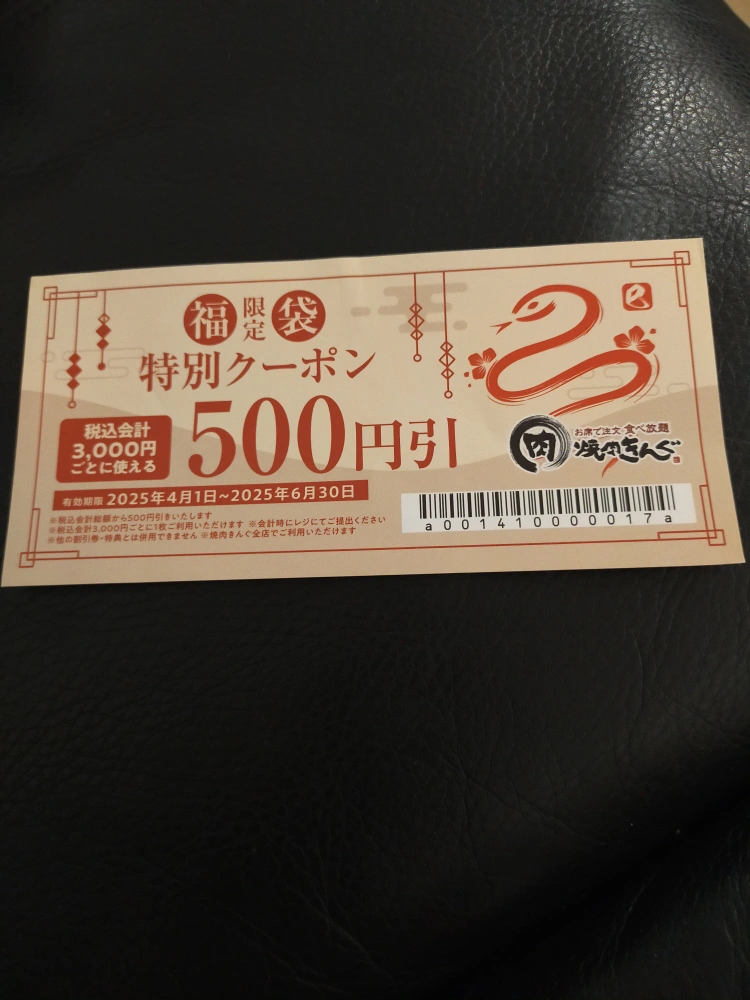 福 限定 袋
特別クーポン
税込会計
3,000円
ごとに使える
500円引
有効期限 2025年4月1日~2025年6月30日
※税込会計総額から500円引きいたします
※税込会計3,000円ごとに1枚ご利用いただけます ※会計時にレジにてご提出ください
※他の割引券・特典とは併用できません ※焼肉きんぐ全店でご利用いただけます
巳
肉
お席で注文・食べ放題
焼肉きんぐ
a0014100000017a